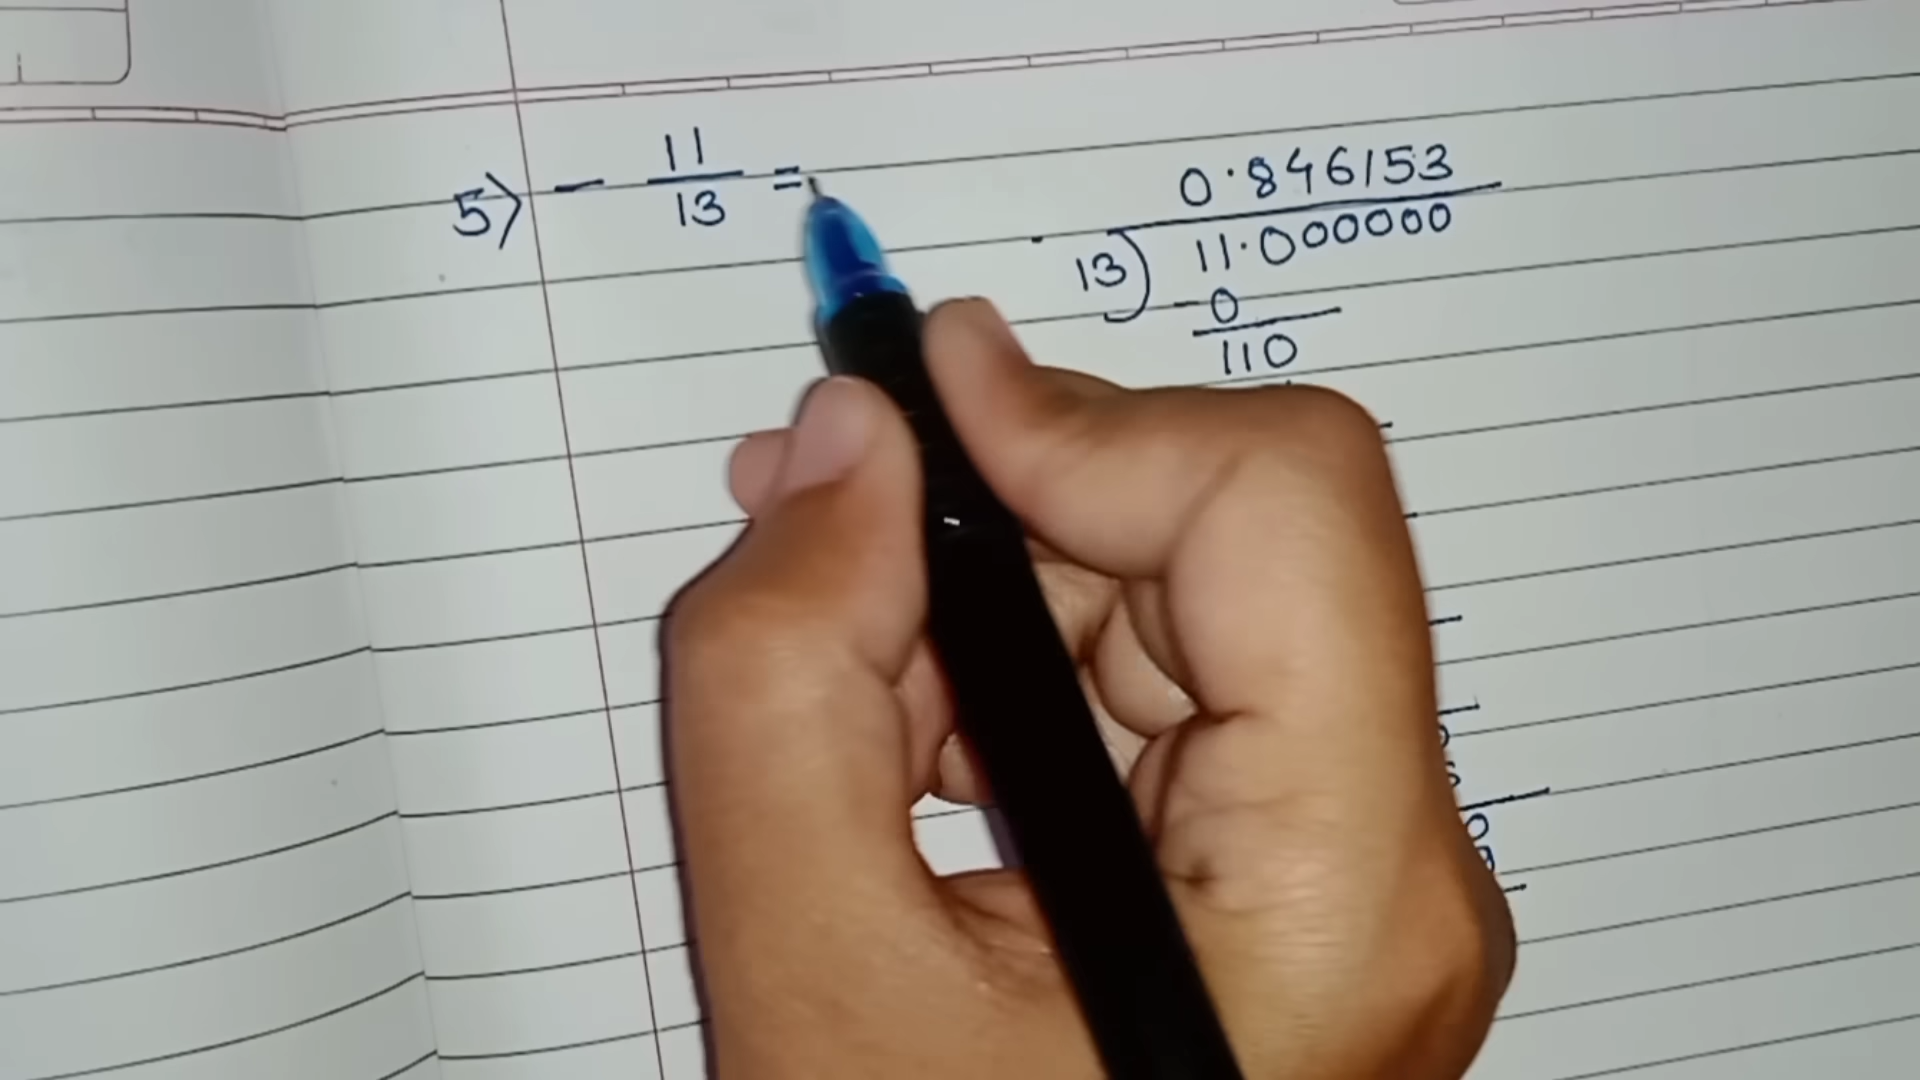 5) - 11/13 =
0.846153
13) 11.000000
- 0
110